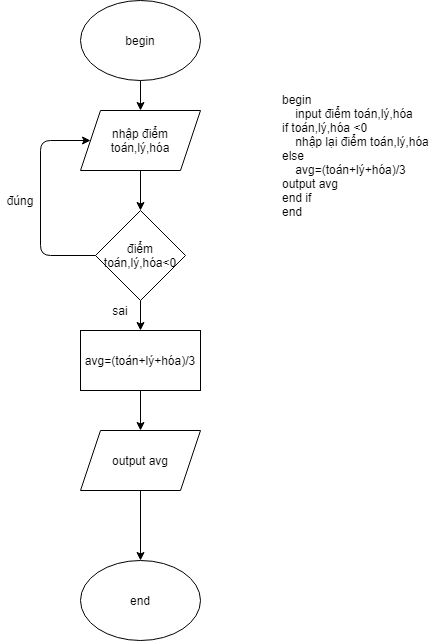 begin
nhập điểm
toán,lý,hóa
đúng
điểm
toán,lý,hóa<0
sai
avg=(toán+lý+hóa)/3
output avg
end
begin
input điểm toán,lý,hóa
if toán,lý,hóa <0
nhập lại điểm toán,lý,hóa
else
avg=(toán+lý+hóa)/3
output avg
end if
end